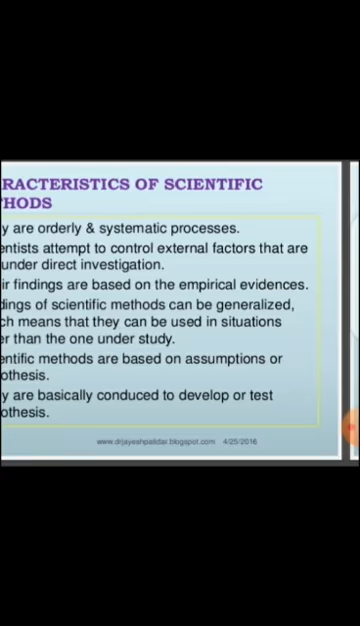 RACTERISTICS OF SCIENTIFIC
HODS
y are orderly & systematic processes.
entists attempt to control external factors that are
under direct investigation.
ir findings are based on the empirical evidences.
dings of scientific methods can be generalized,
ch means that they can be used in situations
er than the one under study.
entific methods are based on assumptions or
othesis.
y are basically conduced to develop or test
othesis.
www.drjayeshpatidar.blogspot.com 4/25/2016